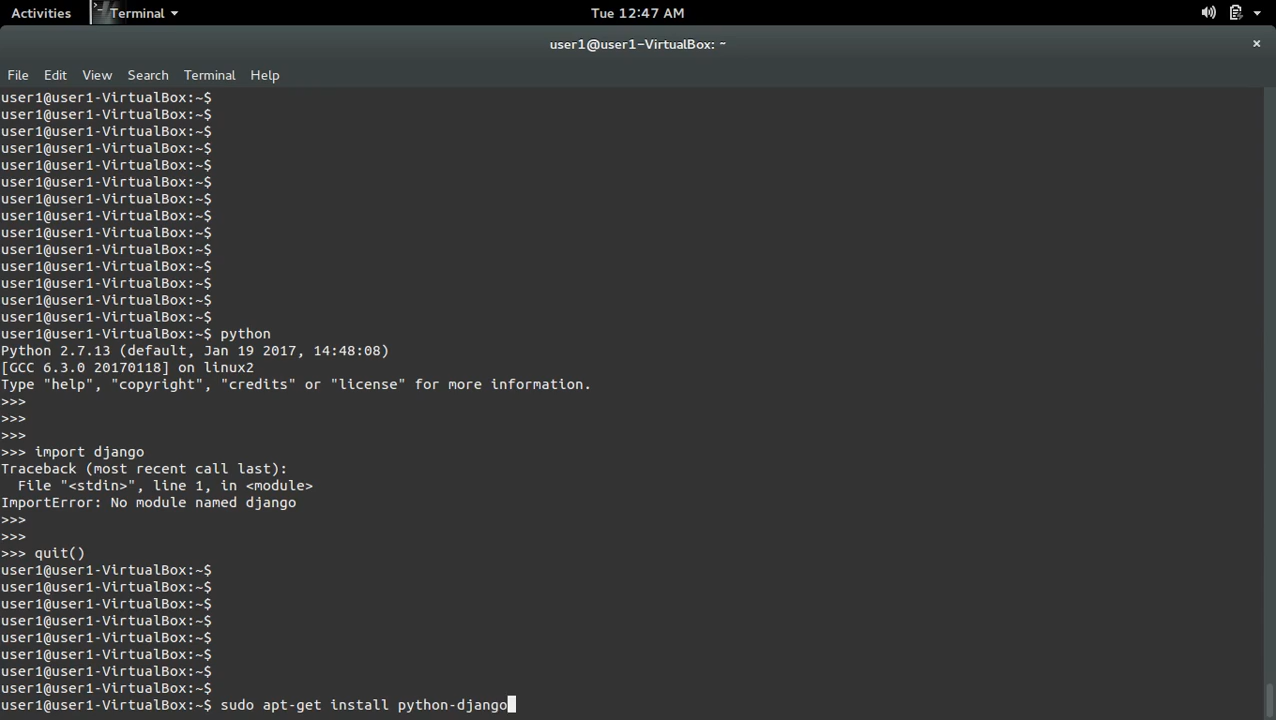 Activities Terminal Tue 12:47 AM
user1@user1-VirtualBox: ~ ×
File Edit View Search Terminal Help
user1@user1-VirtualBox:~$
user1@user1-VirtualBox:~$
user1@user1-VirtualBox:~$
user1@user1-VirtualBox:~$
user1@user1-VirtualBox:~$
user1@user1-VirtualBox:~$
user1@user1-VirtualBox:~$
user1@user1-VirtualBox:~$
user1@user1-VirtualBox:~$
user1@user1-VirtualBox:~$
user1@user1-VirtualBox:~$
user1@user1-VirtualBox:~$
user1@user1-VirtualBox:~$
user1@user1-VirtualBox:~$
user1@user1-VirtualBox:~$ python
Python 2.7.13 (default, Jan 19 2017, 14:48:08)
[GCC 6.3.0 20170118] on linux2
Type "help", "copyright", "credits" or "license" for more information.
>>>
>>>
>>>
>>> import django
Traceback (most recent call last):
  File "<stdin>", line 1, in <module>
ImportError: No module named django
>>>
>>>
>>> quit()
user1@user1-VirtualBox:~$
user1@user1-VirtualBox:~$
user1@user1-VirtualBox:~$
user1@user1-VirtualBox:~$
user1@user1-VirtualBox:~$
user1@user1-VirtualBox:~$
user1@user1-VirtualBox:~$
user1@user1-VirtualBox:~$
user1@user1-VirtualBox:~$ sudo apt-get install python-django